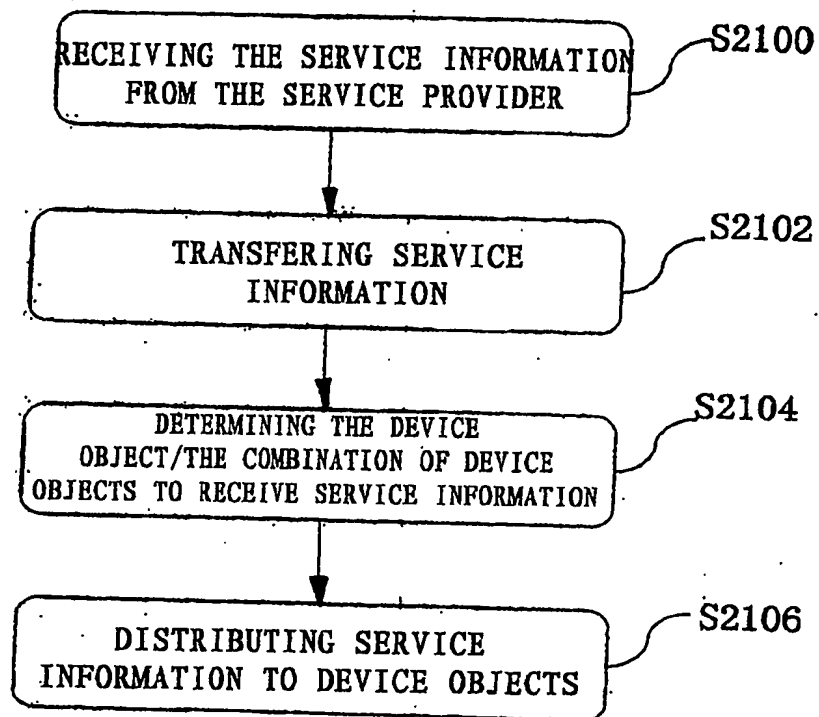 RECEIVING THE SERVICE INFORMATION
FROM THE SERVICE PROVIDER
S2100
TRANSFERING SERVICE
INFORMATION
S2102
DETERMINING THE DEVICE
OBJECT/THE COMBINATION OF DEVICE
OBJECTS TO RECEIVE SERVICE INFORMATION
S2104
DISTRIBUTING SERVICE
INFORMATION TO DEVICE OBJECTS
S2106